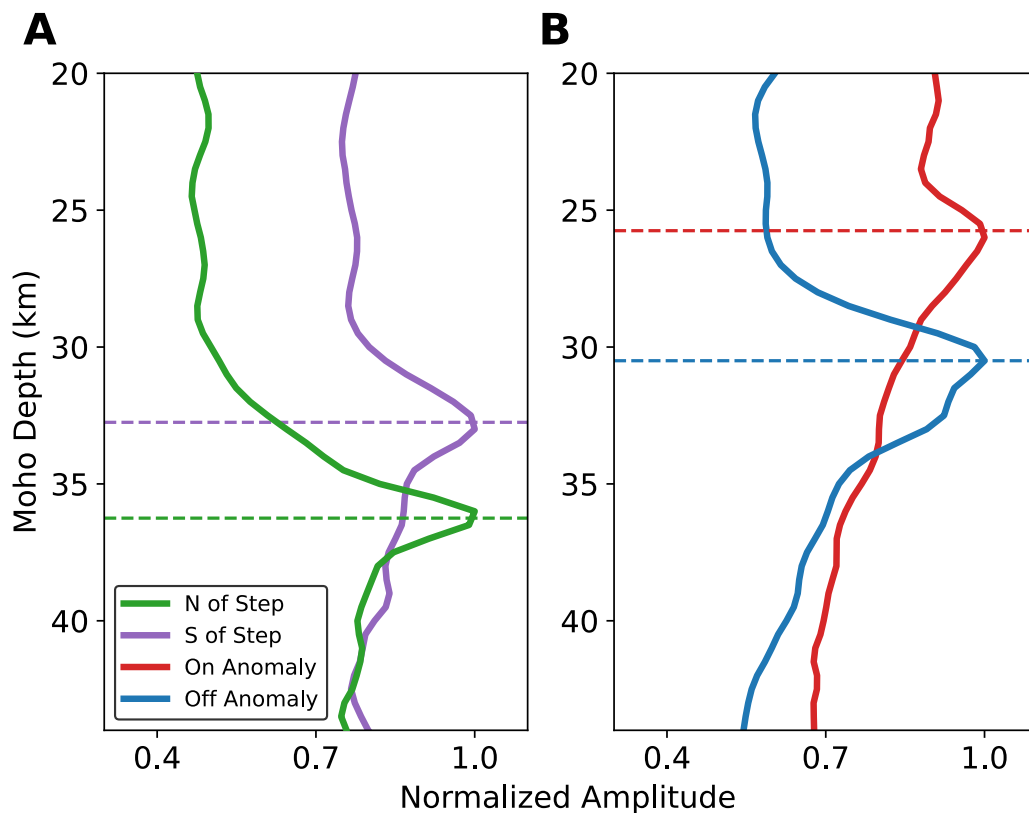 A
B
20
25
30
35
40
Moho Depth (km)
N of Step
S of Step
On Anomaly
Off Anomaly
0.4
0.7
1.0
20
25
30
35
40
0.4
0.7
1.0
Normalized Amplitude